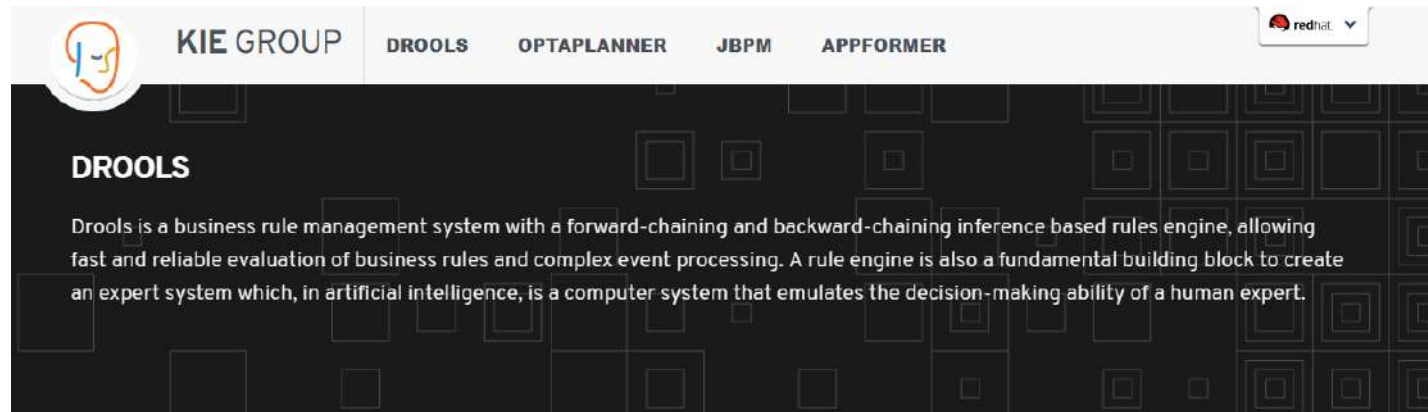 KIE GROUP DROOLS OPTAPLANNER JBPM APPFORMER redhat.
DROOLS
Drools is a business rule management system with a forward-chaining and backward-chaining inference based rules engine, allowing
fast and reliable evaluation of business rules and complex event processing. A rule engine is also a fundamental building block to create
an expert system which, in artificial intelligence, is a computer system that emulates the decision-making ability of a human expert.